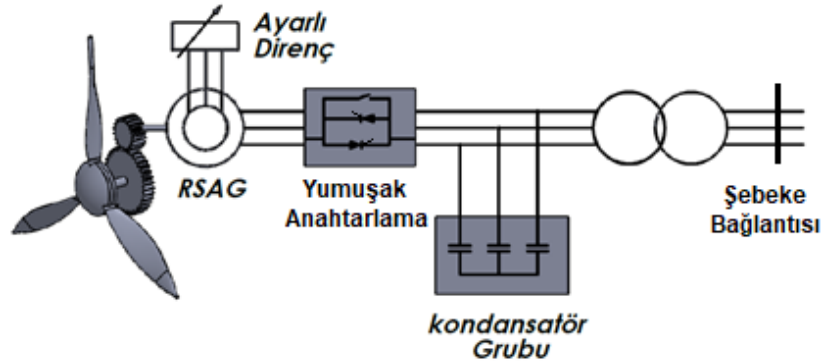 Ayarlı
Direnç
RSAG
Yumuşak
Anahtarlama
Şebeke
Bağlantısı
kondansatör
Grubu